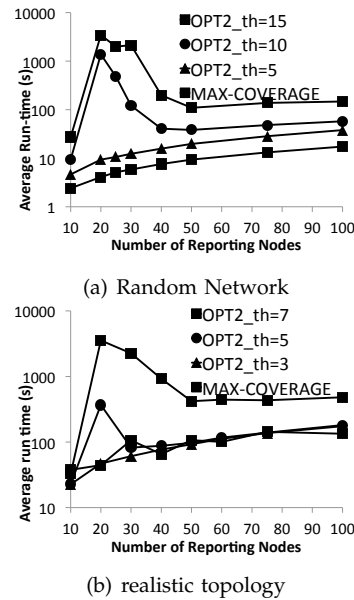 10000
OPT2_th=15
OPT2_th=10
OPT2_th=5
MAX-COVERAGE
1000
100
10
1
Average Run-time (s)
10 20 30 40 50 60 70 80 90 100
Number of Reporting Nodes
(a) Random Network
10000
OPT2_th=7
OPT2_th=5
OPT2_th=3
MAX-COVERAGE
1000
100
10
Average run time (s)
10 20 30 40 50 60 70 80 90 100
Number of Reporting Nodes
(b) realistic topology